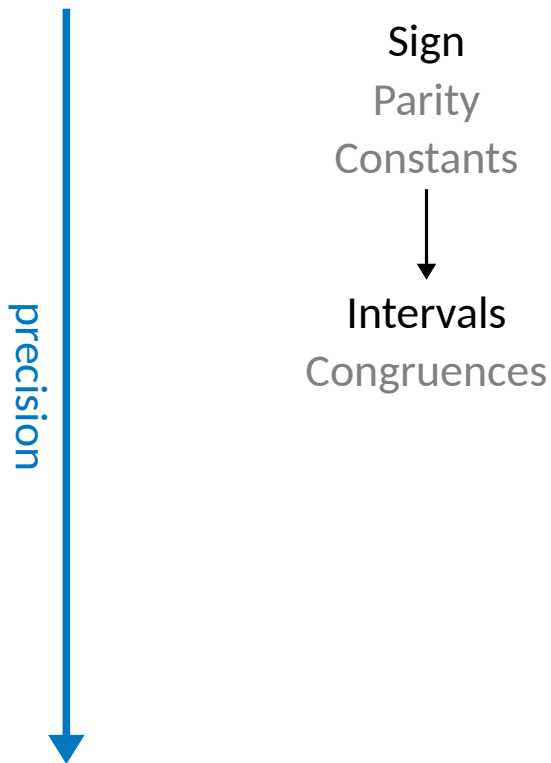 Sign
Parity
Constants
Intervals
Congruences
precision